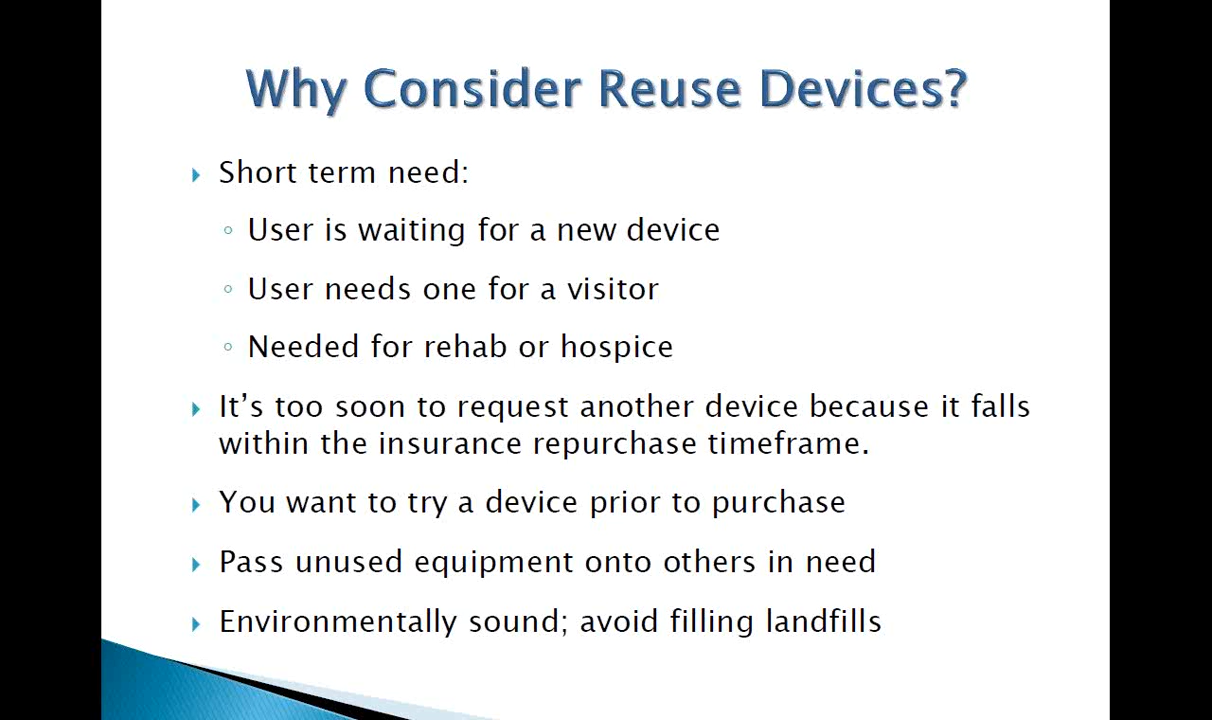 Why Consider Reuse Devices?
Short term need:
User is waiting for a new device
User needs one for a visitor
Needed for rehab or hospice
It’s too soon to request another device because it falls
within the insurance repurchase timeframe.
You want to try a device prior to purchase
Pass unused equipment onto others in need
Environmentally sound; avoid filling landfills